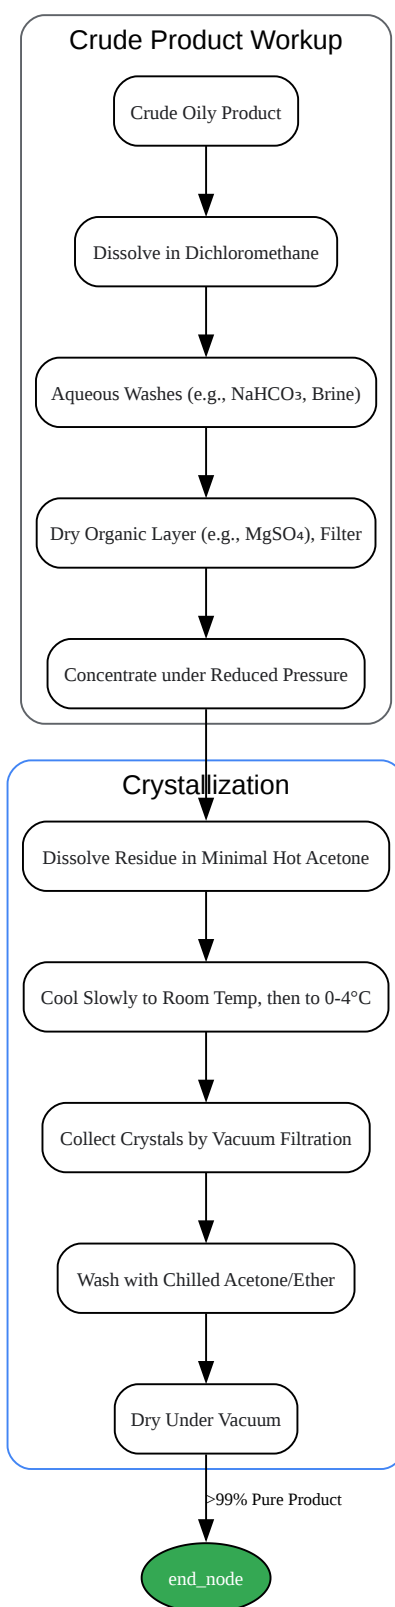 Crude Product Workup
Crude Oily Product
Dissolve in Dichloromethane
Aqueous Washes (e.g., NaHCO₃, Brine)
Dry Organic Layer (e.g., MgSO₄), Filter
Concentrate under Reduced Pressure
Crystallization
Dissolve Residue in Minimal Hot Acetone
Cool Slowly to Room Temp, then to 0-4°C
Collect Crystals by Vacuum Filtration
Wash with Chilled Acetone/Ether
Dry Under Vacuum
>99% Pure Product
end_node